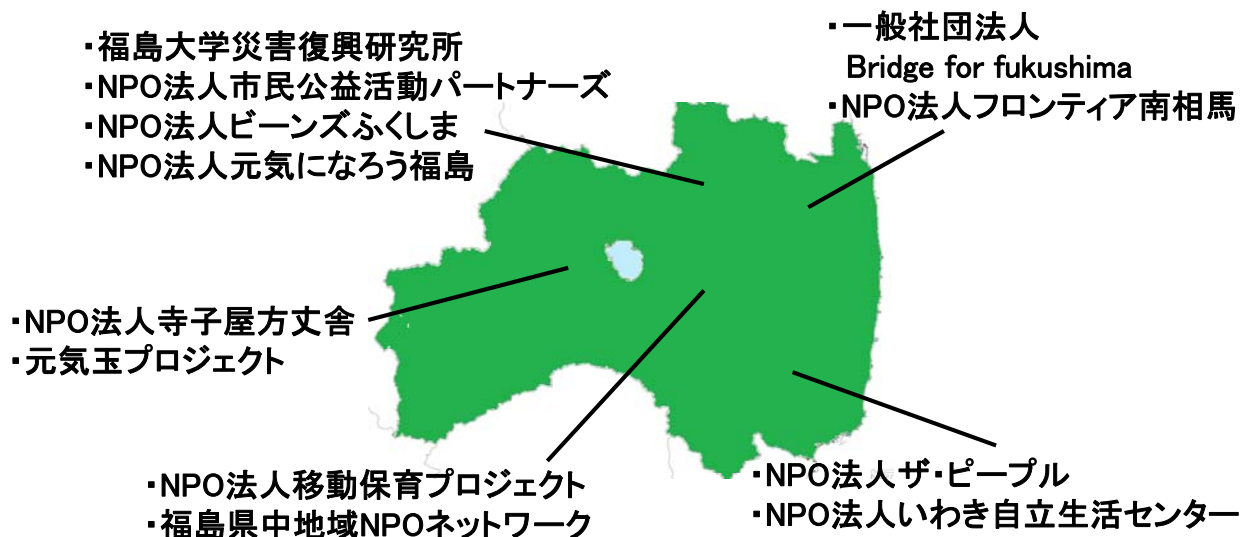 ・福島大学災害復興研究所
・NPO法人市民公益活動パートナーズ
・NPO法人ビーンズふくしま
・NPO法人元気になろう福島
・一般社団法人
Bridge for fukushima
・NPO法人フロンティア南相馬
・NPO法人寺子屋方丈舎
・元気玉プロジェクト
・NPO法人移動保育プロジェクト
・福島県中地域NPOネットワーク
・NPO法人ザ・ピープル
・NPO法人いわき自立生活センター